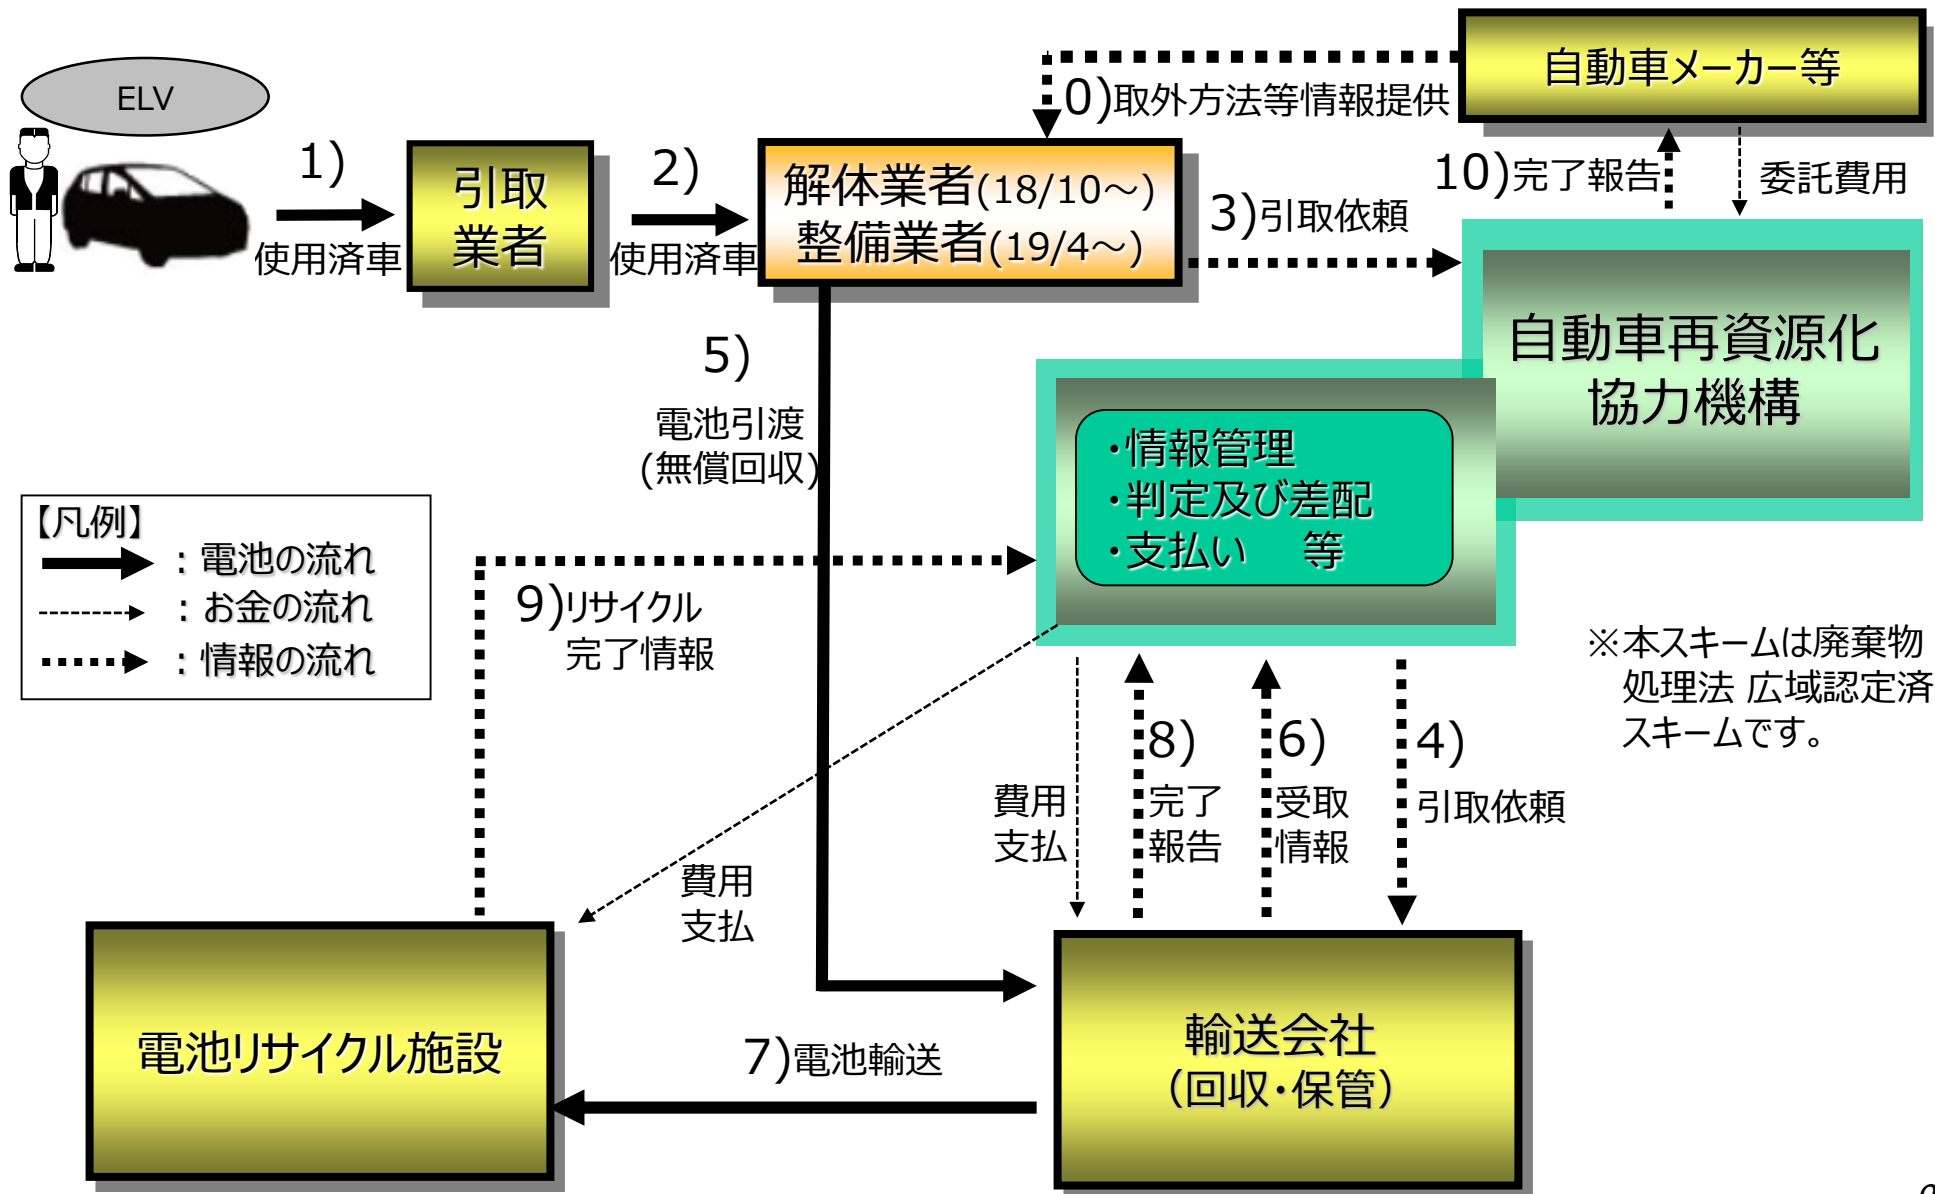 ELV
自動車メーカー等
0)取外方法等情報提供
1)
使用済車
引取
業者
2)
使用済車
解体業者(18/10～)
整備業者(19/4～)
3)引取依頼
10)完了報告
委託費用
自動車再資源化
協力機構
・情報管理
・判定及び差配
・支払い　等
5)
電池引渡
(無償回収)
【凡例】
：電池の流れ
：お金の流れ
：情報の流れ
9)リサイクル
完了情報
※本スキームは廃棄物
処理法 広域認定済
スキームです。
費用
支払
8)
完了
報告
6)
受取
情報
4)
引取依頼
費用
支払
電池リサイクル施設
7)電池輸送
輸送会社
（回収・保管）